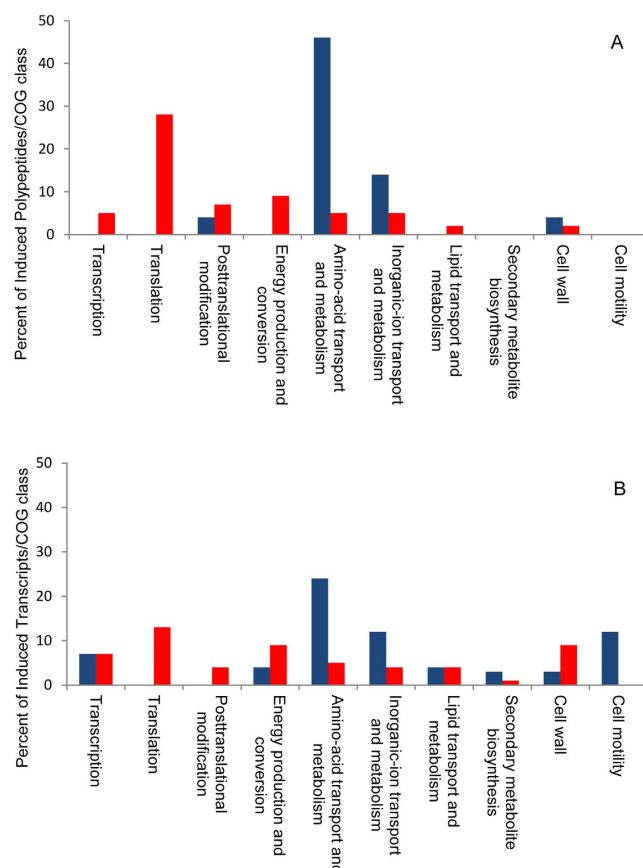 A
Percent of Induced Polypeptides/COG class
50
40
30
20
10
0
Transcription
Translation
Posttranslational
modification
Energy production and
conversion
Amino-acid transport
and metabolism
Inorganic-ion transport
and metabolism
Lipid transport and
metabolism
Secondary metabolite
biosynthesis
Cell wall
Cell motility
B
Percent of Induced Transcripts/COG class
50
40
30
20
10
0
Transcription
Translation
Posttranslational
modification
Energy production and
conversion
Amino-acid transport and
metabolism
Inorganic-ion transport
and metabolism
Lipid transport and
metabolism
Secondary metabolite
biosynthesis
Cell wall
Cell motility